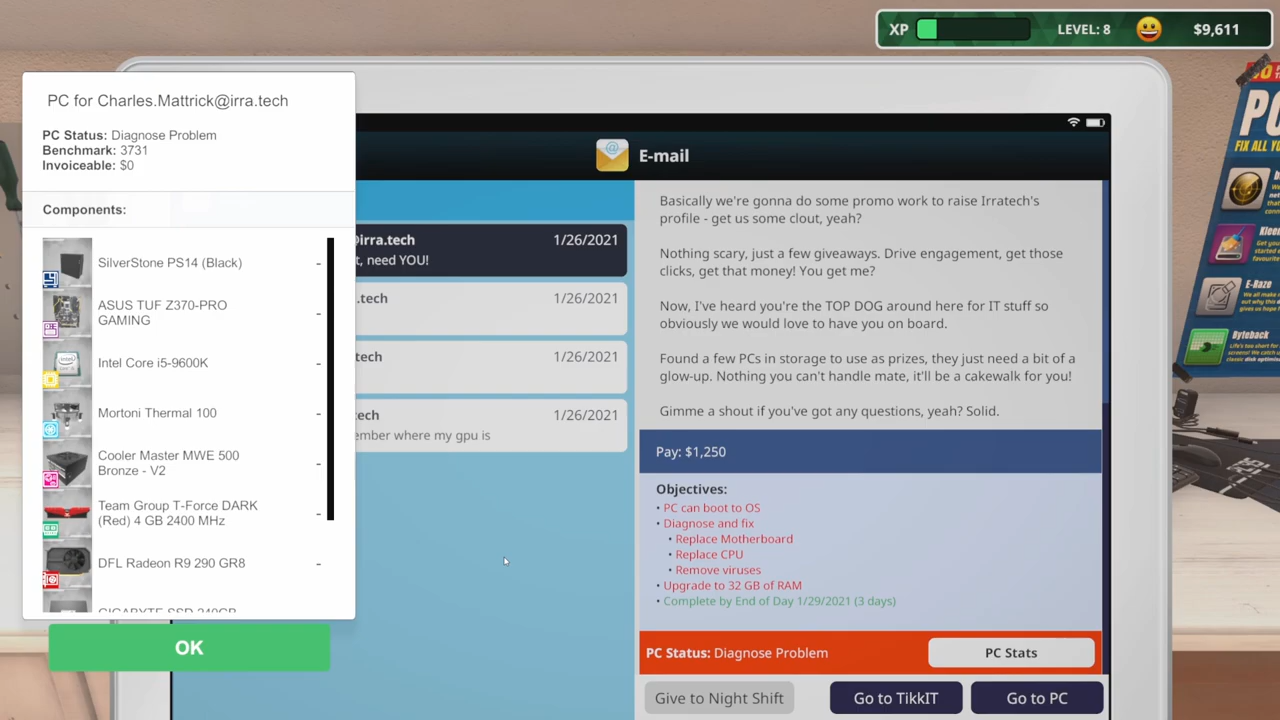 XP
LEVEL: 8
$9,611
PC for Charles.Mattrick@irra.tech
PC Status: Diagnose Problem
Benchmark: 3731
Invoiceable: $0
Components:
SilverStone PS14 (Black) -
ASUS TUF Z370-PRO
GAMING -
Intel Core i5-9600K -
Mortoni Thermal 100 -
Cooler Master MWE 500
Bronze - V2 -
Team Group T-Force DARK
(Red) 4 GB 2400 MHz -
DFL Radeon R9 290 GR8 -
GIGABYTE SSD 240GB
OK
E-mail
@irra.tech 1/26/2021
t, need YOU!
.tech 1/26/2021
tech 1/26/2021
ech 1/26/2021
ember where my gpu is
Basically we're gonna do some promo work to raise Irratech's
profile - get us some clout, yeah?
Nothing scary, just a few giveaways. Drive engagement, get those
clicks, get that money! You get me?
Now, I've heard you're the TOP DOG around here for IT stuff so
obviously we would love to have you on board.
Found a few PCs in storage to use as prizes, they just need a bit of a
glow-up. Nothing you can't handle mate, it'll be a cakewalk for you!
Gimme a shout if you've got any questions, yeah? Solid.
Pay: $1,250
Objectives:
• PC can boot to OS
• Diagnose and fix
• Replace Motherboard
• Replace CPU
• Remove viruses
• Upgrade to 32 GB of RAM
• Complete by End of Day 1/29/2021 (3 days)
PC Status: Diagnose Problem
PC Stats
Give to Night Shift
Go to TikkIT
Go to PC
PC
FIX ALL YO
Kleen
E-Raze
Byteback